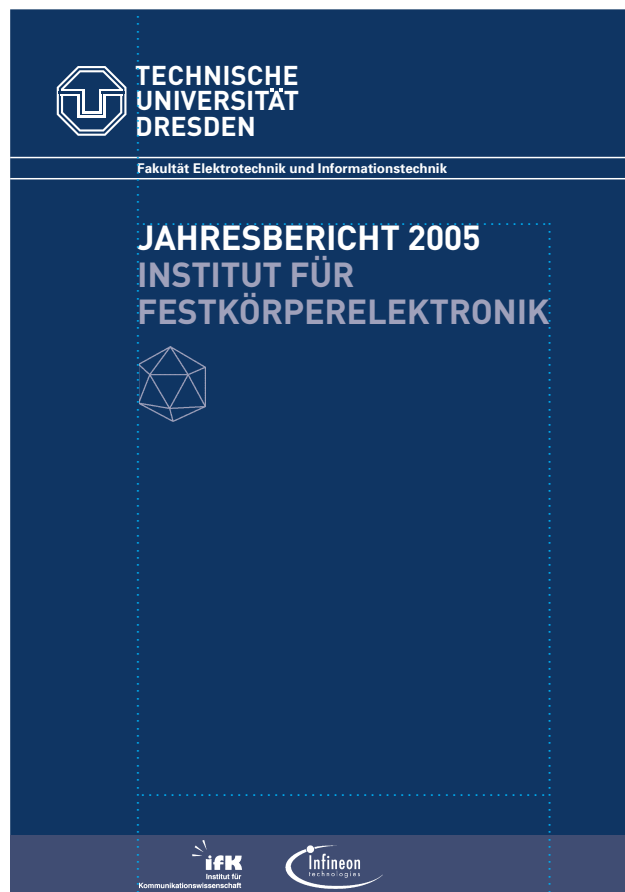 TECHNISCHE
UNIVERSITÄT
DRESDEN
Fakultät Elektrotechnik und Informationstechnik
JAHRESBERICHT 2005
INSTITUT FÜR
FESTKÖRPERELEKTRONIK
ifK
Institut für
Kommunikationswissenschaft
Infineon
technologies